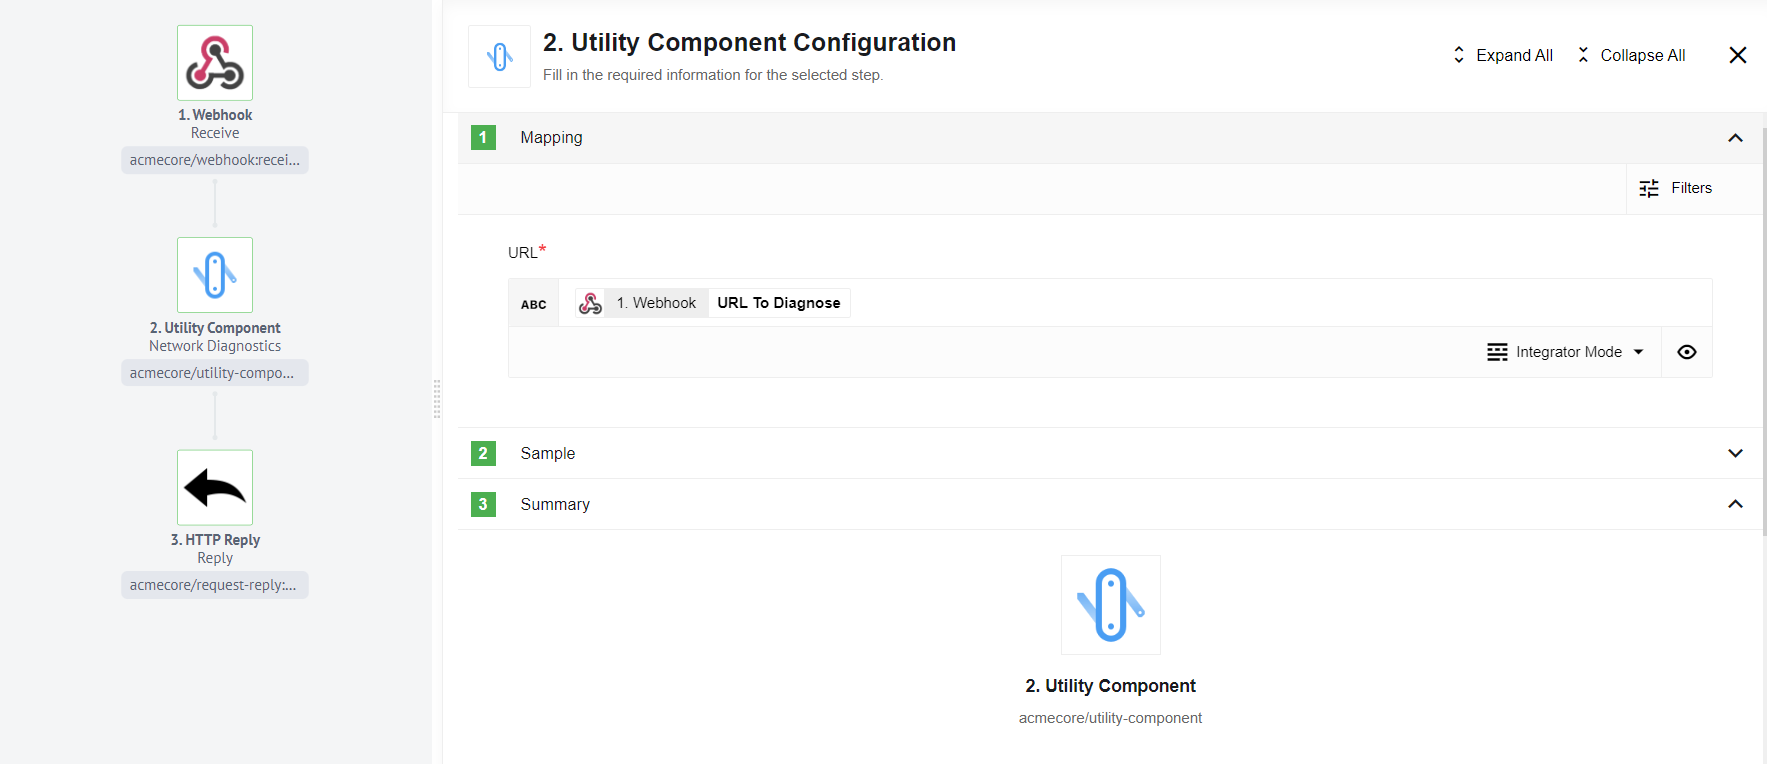 1. Webhook
Receive
acmecore/webhook:recei...
2. Utility Component
Network Diagnostics
acmecore/utility-compo...
3. HTTP Reply
Reply
acmecore/request-reply:...
2. Utility Component Configuration
Fill in the required information for the selected step.
Expand All
Collapse All
1 Mapping
Filters
URL*
ABC 1. Webhook URL To Diagnose
Integrator Mode
2 Sample
3 Summary
2. Utility Component
acmecore/utility-component